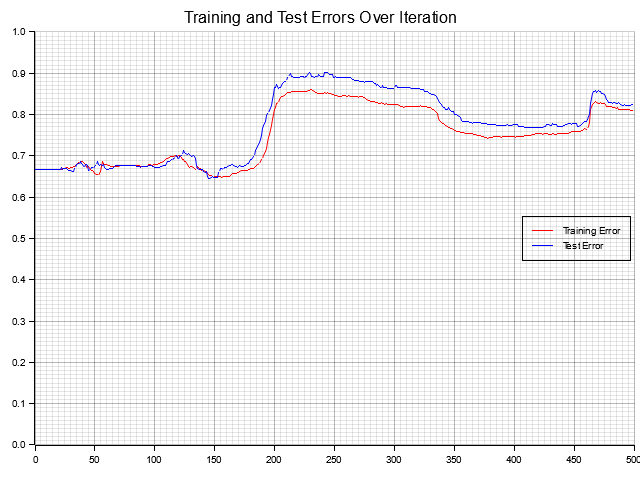 Training and Test Errors Over Iteration
1.0
0.9
0.8
0.7
0.6
0.5
0.4
0.3
0.2
0.1
0.0
Training Error
Test Error
0 50 100 150 200 250 300 350 400 450 500